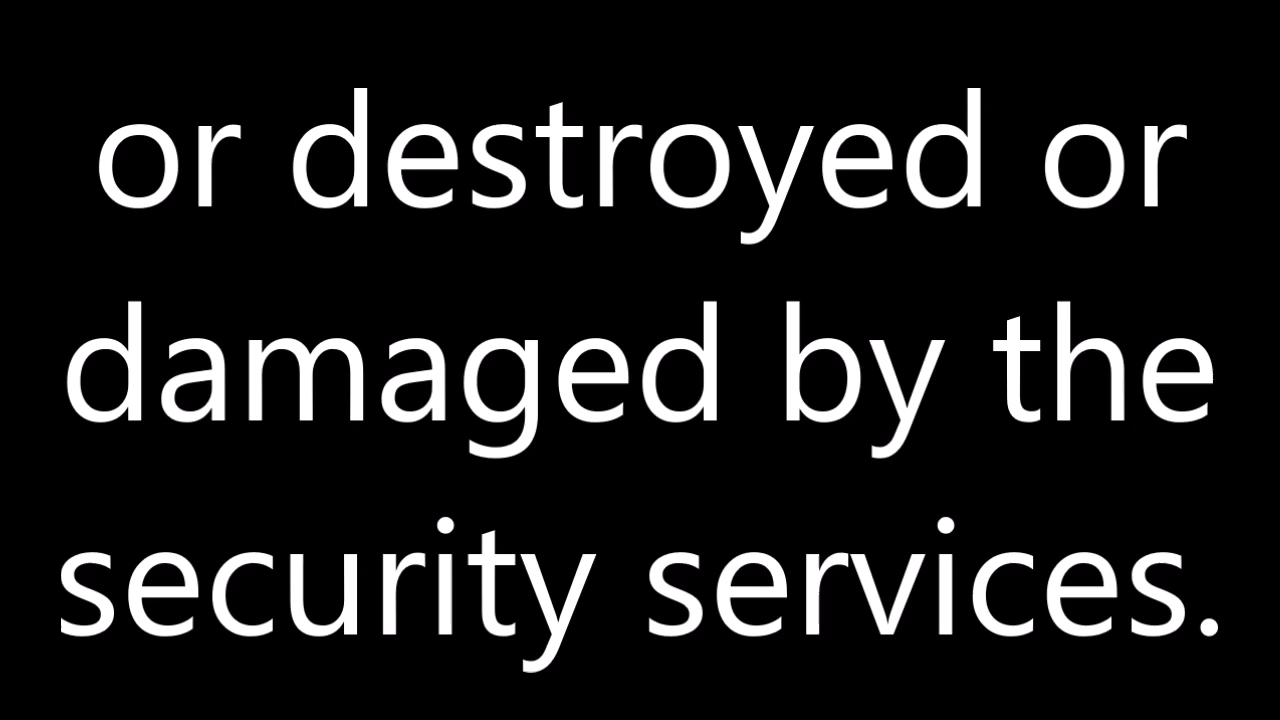 or destroyed or
damaged by the
security services.